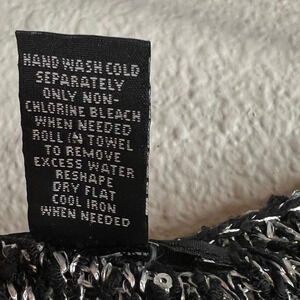 HAND WASH COLD
SEPARATELY
ONLY NON-
CHLORINE BLEACH
WHEN NEEDED
ROLL IN TOWEL
TO REMOVE
EXCESS WATER
RESHAPE
DRY FLAT
COOL IRON
WHEN NEEDED